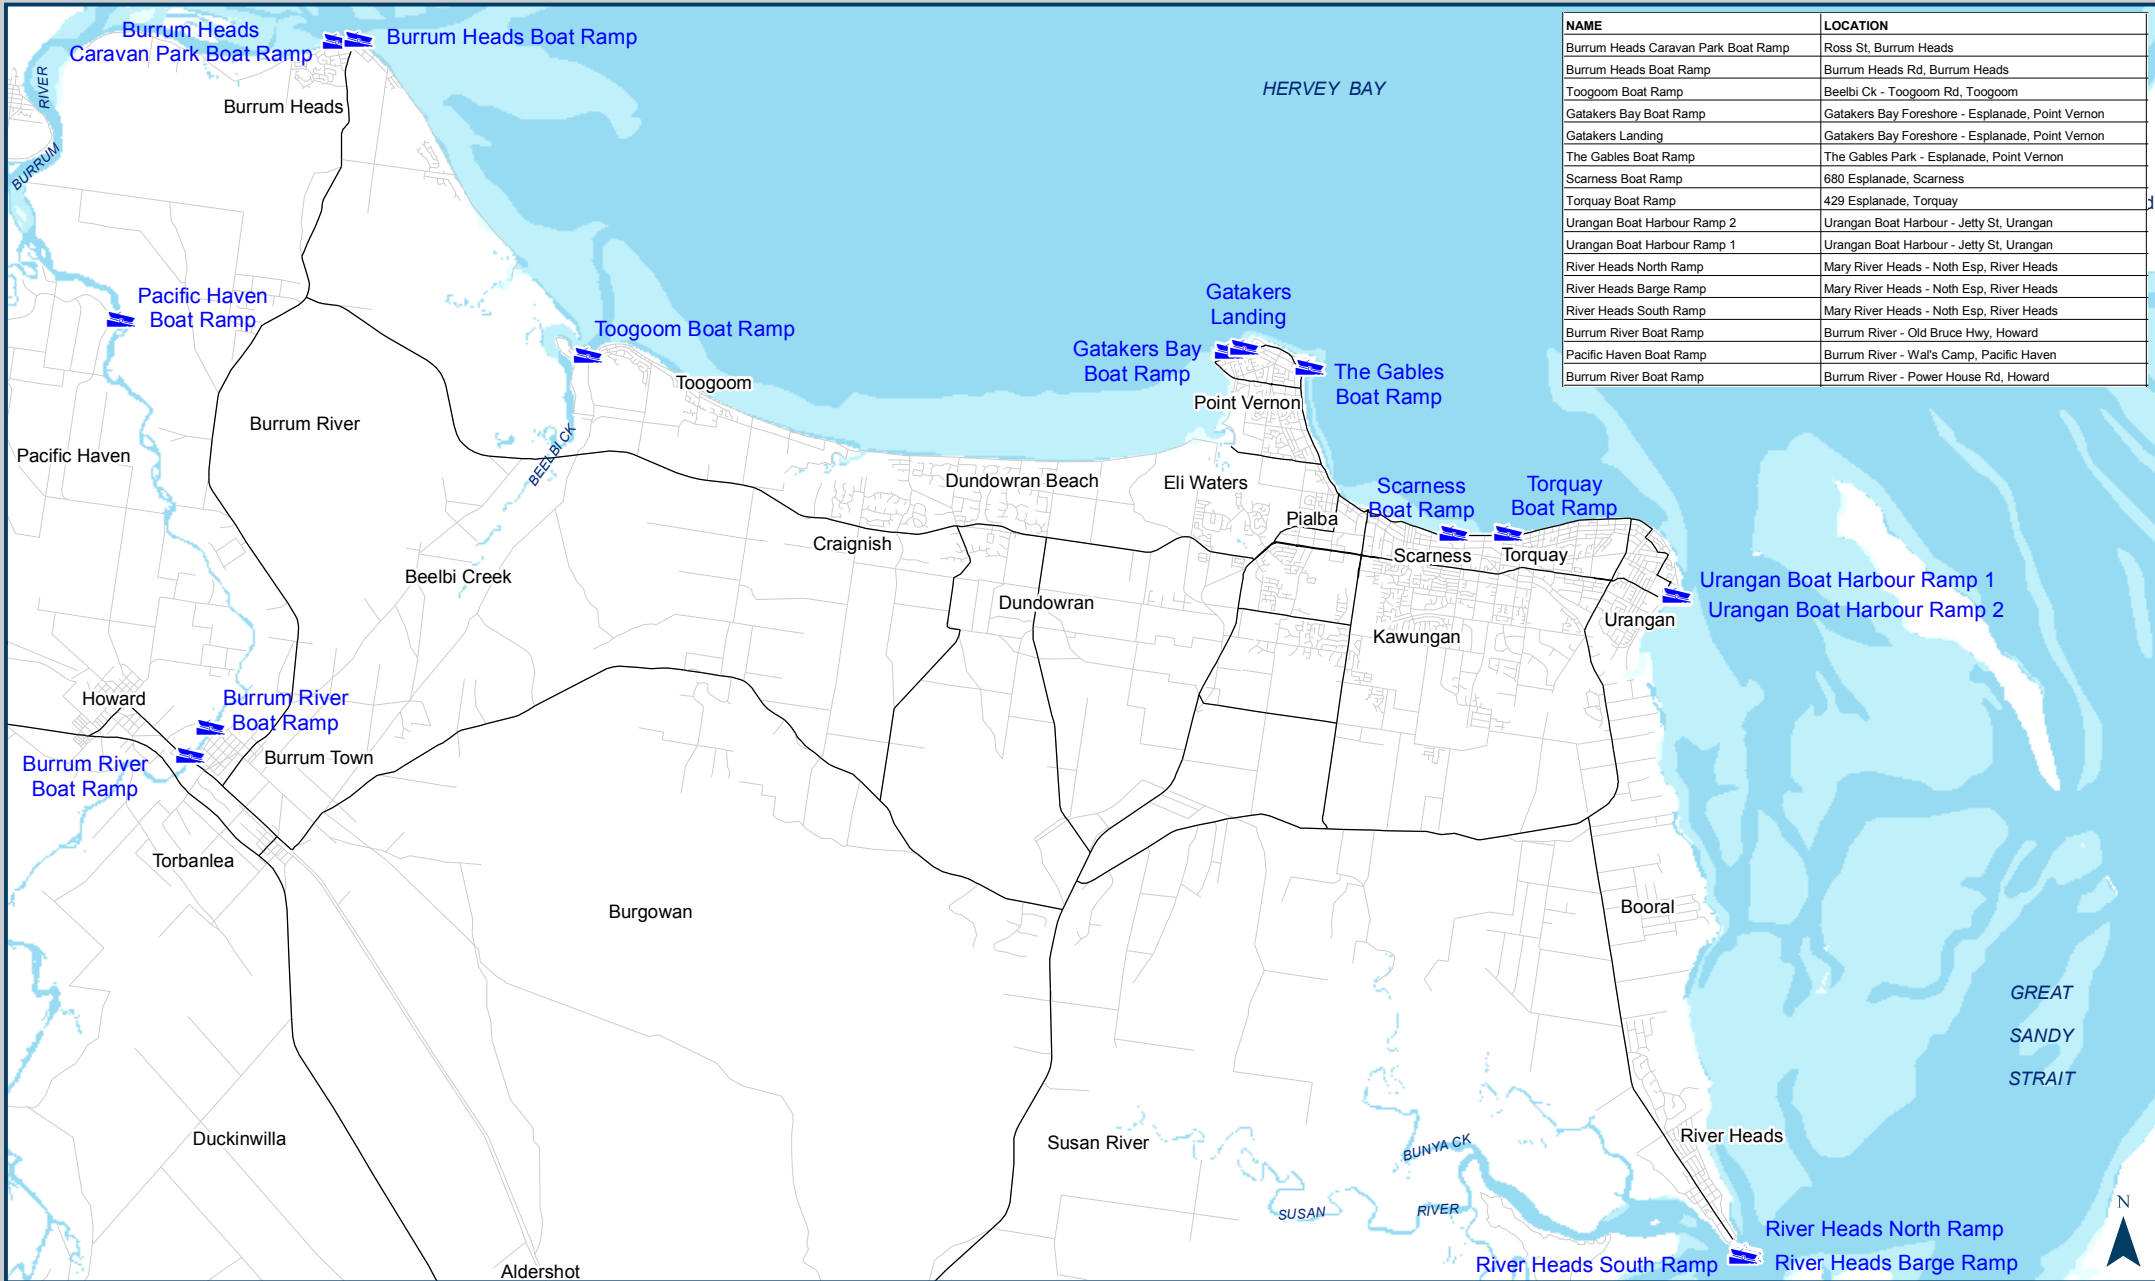 Burrum Heads
Caravan Park Boat Ramp
Burrum Heads Boat Ramp
RIVER
Burrum Heads
BURRUM
HERVEY BAY
NAME LOCATION
Burrum Heads Caravan Park Boat Ramp Ross St, Burrum Heads
Burrum Heads Boat Ramp Burrum Heads Rd, Burrum Heads
Toogoom Boat Ramp Beelbi Ck - Toogoom Rd, Toogoom
Gatakers Bay Boat Ramp Gatakers Bay Foreshore - Esplanade, Point Vernon
Gatakers Landing Gatakers Bay Foreshore - Esplanade, Point Vernon
The Gables Boat Ramp The Gables Park - Esplanade, Point Vernon
Scarness Boat Ramp 680 Esplanade, Scarness
Torquay Boat Ramp 429 Esplanade, Torquay
Urangan Boat Harbour Ramp 2 Urangan Boat Harbour - Jetty St, Urangan
Urangan Boat Harbour Ramp 1 Urangan Boat Harbour - Jetty St, Urangan
River Heads North Ramp Mary River Heads - Noth Esp, River Heads
River Heads Barge Ramp Mary River Heads - Noth Esp, River Heads
River Heads South Ramp Mary River Heads - Noth Esp, River Heads
Burrum River Boat Ramp Burrum River - Old Bruce Hwy, Howard
Pacific Haven Boat Ramp Burrum River - Wal's Camp, Pacific Haven
Burrum River Boat Ramp Burrum River - Power House Rd, Howard
Pacific Haven
Boat Ramp
Toogoom Boat Ramp
Toogoom
Gatakers
Landing
Gatakers Bay
Boat Ramp
The Gables
Boat Ramp
Point Vernon
Burrum River
Pacific Haven
BEELBI CK
Dundowran Beach
Eli Waters
Scarness
Boat Ramp
Torquay
Boat Ramp
Pialba
Craignish
Scarness
Torquay
Beelbi Creek
Dundowran
Urangan Boat Harbour Ramp 1
Urangan Boat Harbour Ramp 2
Urangan
Kawungan
Howard
Burrum River
Boat Ramp
Burrum Town
Burrum River
Boat Ramp
Torbanlea
Burgowan
Booral
GREAT
SANDY
STRAIT
Duckinwilla
Susan River
BUNYA CK
River Heads
SUSAN
RIVER
N
River Heads North Ramp
River Heads South Ramp
River Heads Barge Ramp
Aldershot